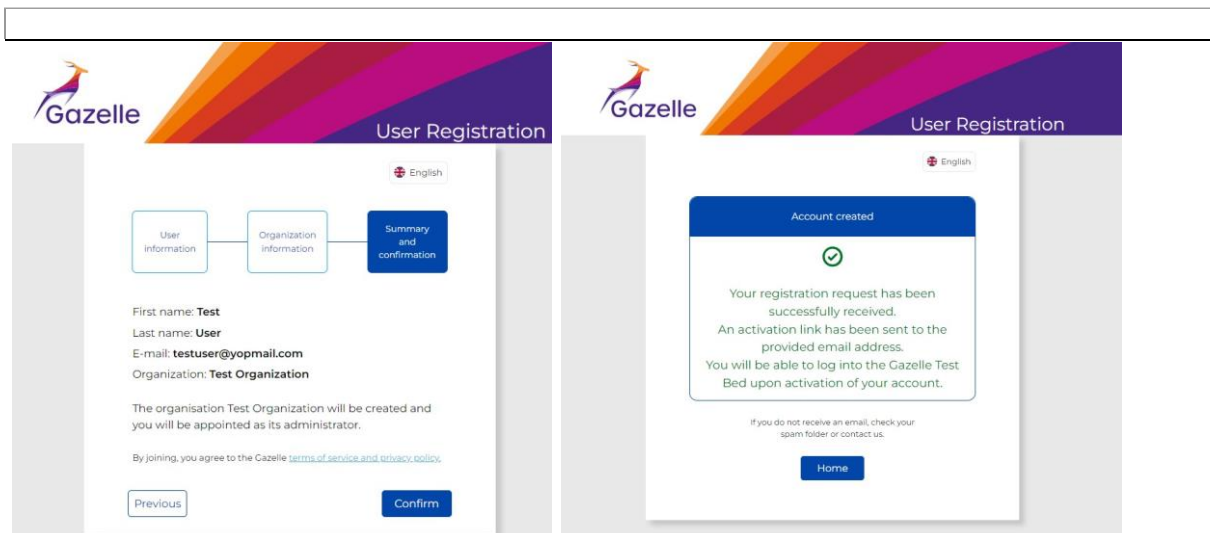 Gazelle
User Registration
English
User
information
Organization
information
Summary
and
confirmation
First name: Test
Last name: User
E-mail: testuser@yopmail.com
Organization: Test Organization
The organisation Test Organization will be created and
you will be appointed as its administrator.
By joining, you agree to the Gazelle terms of service and privacy policy.
Previous
Confirm
Gazelle
User Registration
English
Account created
Your registration request has been
successfully received.
An activation link has been sent to the
provided email address.
You will be able to log into the Gazelle Test
Bed upon activation of your account.
If you do not receive an email, check your
spam folder or contact us.
Home